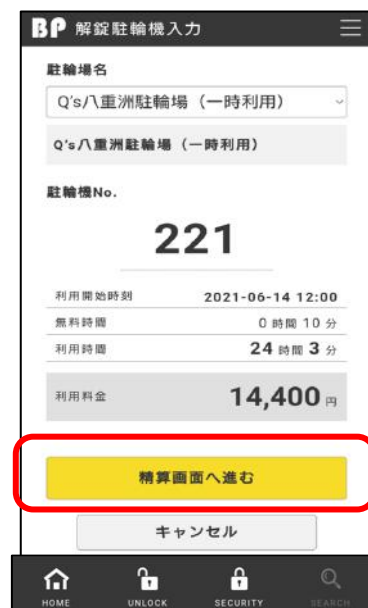 BP 解錠駐輪機入力
駐輪場名
Q's八重洲駐輪場（一時利用）
Q's八重洲駐輪場（一時利用）
駐輪機No.
221
利用開始時刻 2021-06-14 12:00
無料時間 0 時間 10 分
利用時間 24 時間 3 分
利用料金 14,400 円
精算画面へ進む
キャンセル
HOME UNLOCK SECURITY SEARCH